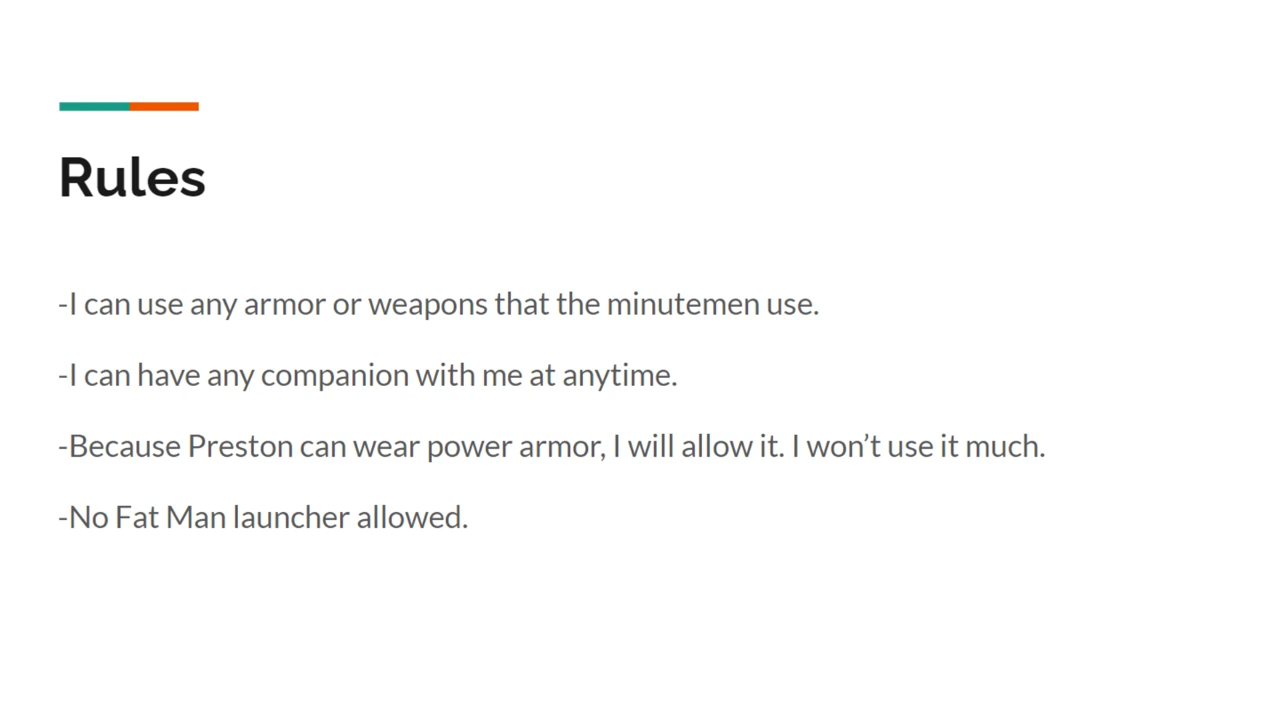 Rules
-I can use any armor or weapons that the minutemen use.
-I can have any companion with me at anytime.
-Because Preston can wear power armor, I will allow it. I won’t use it much.
-No Fat Man launcher allowed.